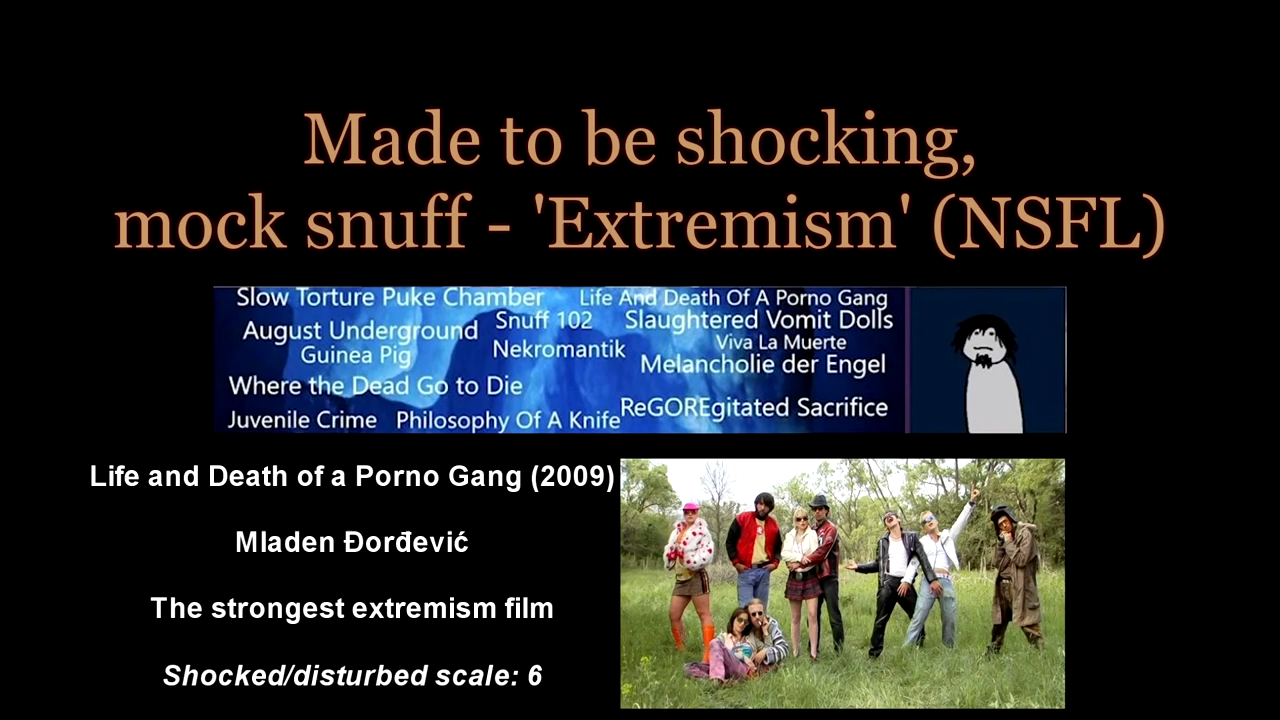 Made to be shocking,
mock snuff - 'Extremism' (NSFL)
Slow Torture Puke Chamber
Life And Death Of A Porno Gang
August Underground
Snuff 102
Slaughtered Vomit Dolls
Guinea Pig
Nekromantik
Viva La Muerte
Melancholie der Engel
Where the Dead Go to Die
ReGOREgitated Sacrifice
Juvenile Crime
Philosophy Of A Knife
Life and Death of a Porno Gang (2009)
Mladen Đorđević
The strongest extremism film
Shocked/disturbed scale: 6